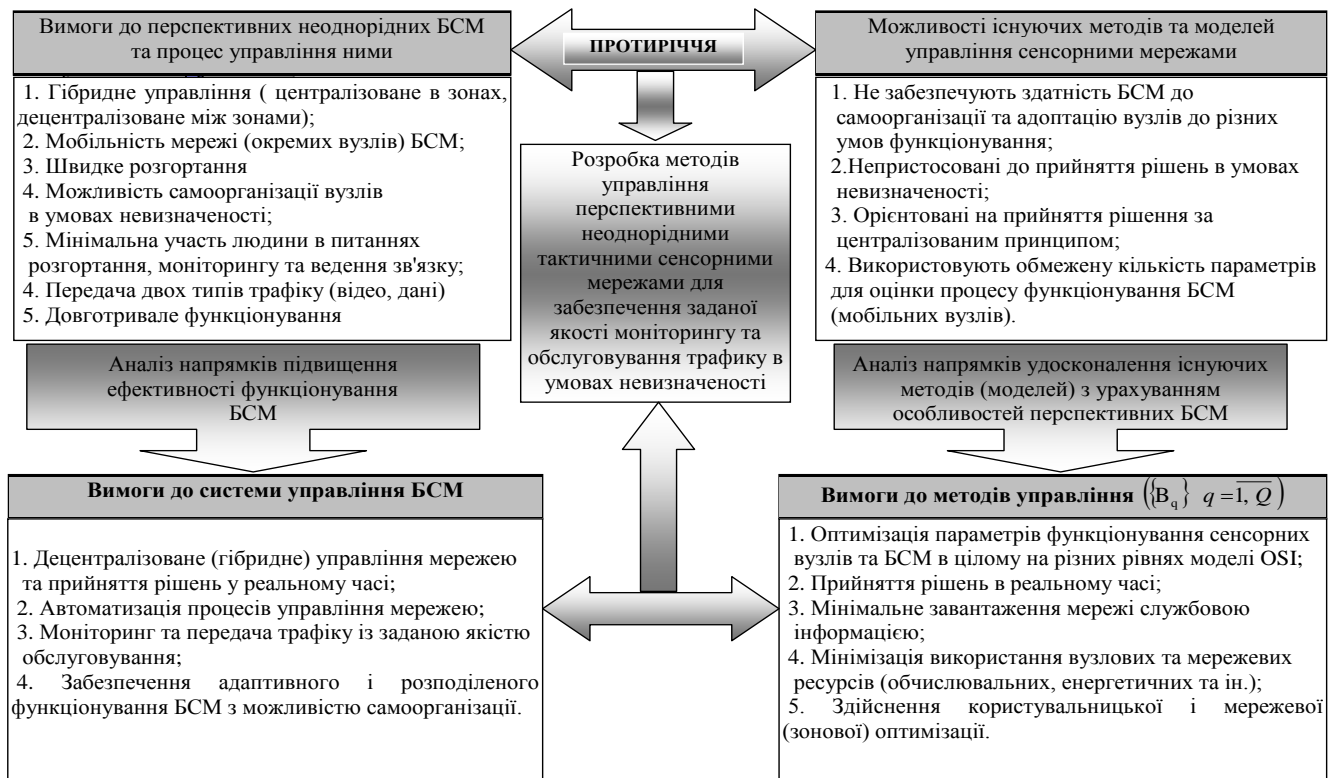 Вимоги до перспективних неоднорідних БСМ
та процес управління ними
1. Гібридне управління ( централізоване в зонах,
децентралізоване між зонами);
2. Мобільність мережі (окремих вузлів) БСМ;
3. Швидке розгортання
4. Можливість самоорганізації вузлів
в умовах невизначеності;
5. Мінімальна участь людини в питаннях
розгортання, моніторингу та ведення зв'язку;
4. Передача двох типів трафіку (відео, дані)
5. Довготривале функціонування
ПРОТИРІЧЧЯ
Можливості існуючих методів та моделей
управління сенсорними мережами
1. Не забезпечують здатність БСМ до
самоорганізації та адоптацію вузлів до різних
умов функціонування;
2.Непристосовані до прийняття рішень в умовах
невизначеності;
3. Орієнтовані на прийняття рішення за
централізованим принципом;
4. Використовують обмежену кількість параметрів
для оцінки процесу функціонування БСМ
(мобільних вузлів).
Розробка методів
управління
перспективними
неоднорідними
тактичними сенсорними
мережами для
забезпечення заданої
якості моніторингу та
обслуговування трафику в
умовах невизначеності
Аналіз напрямків підвищення
ефективності функціонування
БСМ
Аналіз напрямків удосконалення існуючих
методів (моделей) з урахуванням
особливостей перспективних БСМ
Вимоги до системи управління БСМ
1. Децентралізоване (гібридне) управління мережею
та прийняття рішень у реальному часі;
2. Автоматизація процесів управління мережею;
3. Моніторинг та передача трафику із заданою якістю
обслуговування;
4. Забезпечення адаптивного і розподіленого
функціонування БСМ з можливістю самоорганізації.
Вимоги до методів управління ({B_q} q = \overline{1, Q})
1. Оптимізація параметрів функціонування сенсорних
вузлів та БСМ в цілому на різних рівнях моделі OSI;
2. Прийняття рішень в реальному часі;
3. Мінімальне завантаження мережі службовою
інформацією;
4. Мінімізація використання вузлових та мережевих
ресурсів (обчислювальних, енергетичних та ін.);
5. Здійснення користувальницької і мережевої
(зонової) оптимізації.